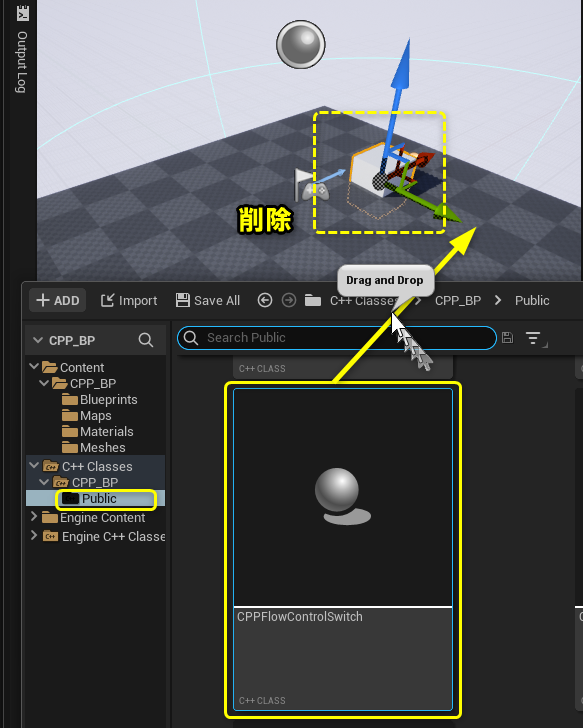 Output Log
削除
Drag and Drop
ADD
Import
Save All
C++ Classes
CPP_BP
Public
CPP_BP
Search Public
Content
CPP_BP
Blueprints
Maps
Materials
Meshes
C++ Classes
CPP_BP
Public
Engine Content
Engine C++ Classe
C++ CLASS
CPPFlowControlSwitch
C++ CLASS